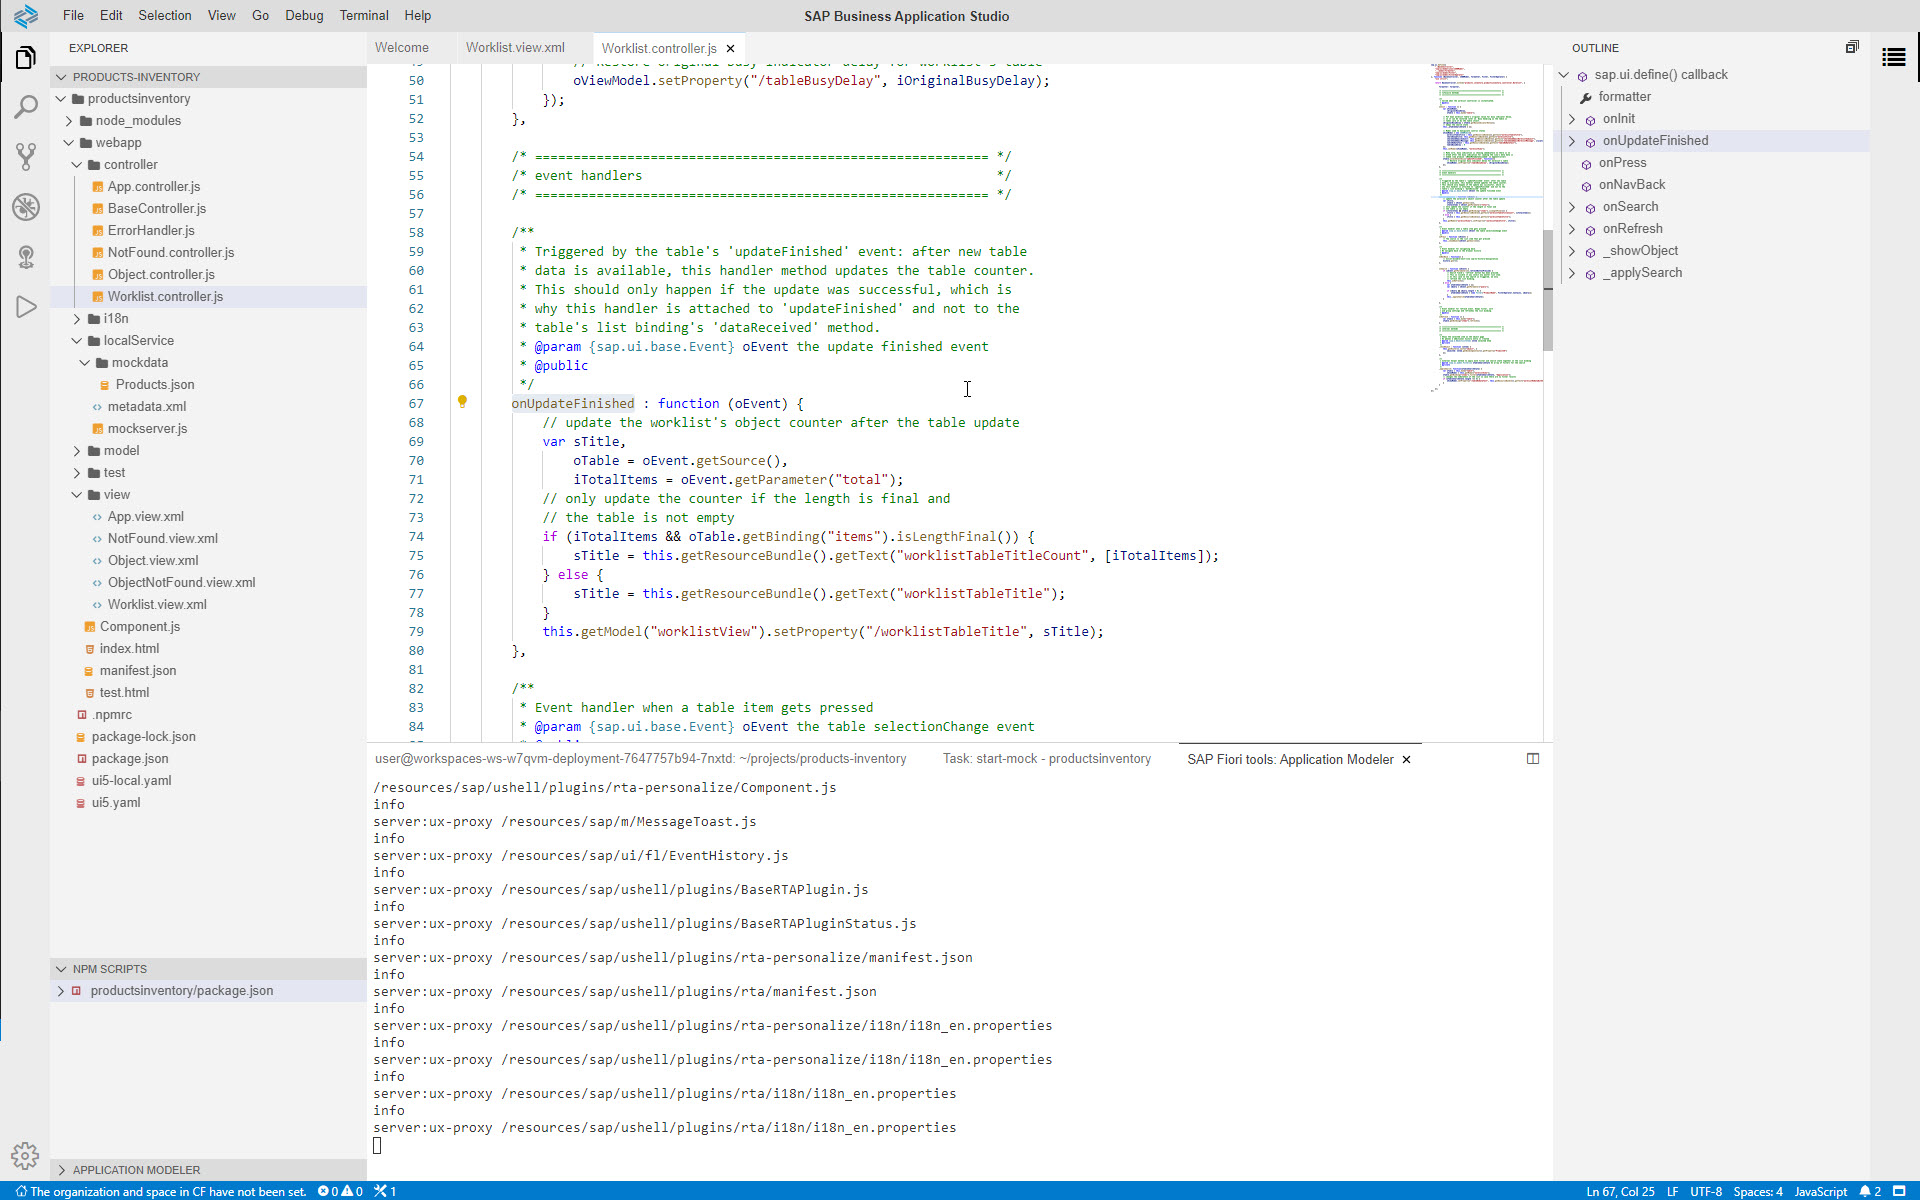 File Edit Selection View Go Debug Terminal Help
SAP Business Application Studio
EXPLORER
PRODUCTS-INVENTORY
productsinventory
node_modules
webapp
controller
App.controller.js
BaseController.js
ErrorHandler.js
NotFound.controller.js
Object.controller.js
Worklist.controller.js
i18n
localService
mockdata
Products.json
metadata.xml
mockserver.js
model
test
view
App.view.xml
NotFound.view.xml
Object.view.xml
ObjectNotFound.view.xml
Worklist.view.xml
Component.js
index.html
manifest.json
test.html
.npmrc
package-lock.json
package.json
ui5-local.yaml
ui5.yaml
NPM SCRIPTS
productsinventory/package.json
APPLICATION MODELER
Welcome Worklist.view.xml Worklist.controller.js
50 oViewModel.setProperty("/tableBusyDelay", iOriginalBusyDelay);
51 });
52 },
53
54 /* =========================================================== */
55 /* event handlers */
56 /* =========================================================== */
57
58 /**
59 * Triggered by the table's 'updateFinished' event: after new table
60 * data is available, this handler method updates the table counter.
61 * This should only happen if the update was successful, which is
62 * why this handler is attached to 'updateFinished' and not to the
63 * table's list binding's 'dataReceived' method.
64 * @param {sap.ui.base.Event} oEvent the update finished event
65 * @public
66 */
67 onUpdateFinished : function (oEvent) {
68 // update the worklist's object counter after the table update
69 var sTitle,
70 oTable = oEvent.getSource(),
71 iTotalItems = oEvent.getParameter("total");
72 // only update the counter if the length is final and
73 // the table is not empty
74 if (iTotalItems && oTable.getBinding("items").isLengthFinal()) {
75 sTitle = this.getResourceBundle().getText("worklistTableTitleCount", [iTotalItems]);
76 } else {
77 sTitle = this.getResourceBundle().getText("worklistTableTitle");
78 }
79 this.getModel("worklistView").setProperty("/worklistTableTitle", sTitle);
80 },
81
82 /**
83 * Event handler when a table item gets pressed
84 * @param {sap.ui.base.Event} oEvent the table selectionChange event
user@workspaces-ws-w7qvm-deployment-7647757b94-7nxtd: ~/projects/products-inventory Task: start-mock - productsinventory SAP Fiori tools: Application Modeler
/resources/sap/ushell/plugins/rta-personalize/Component.js
info
server:ux-proxy /resources/sap/m/MessageToast.js
info
server:ux-proxy /resources/sap/ui/fl/EventHistory.js
info
server:ux-proxy /resources/sap/ushell/plugins/BaseRTAPlugin.js
info
server:ux-proxy /resources/sap/ushell/plugins/BaseRTAPluginStatus.js
info
server:ux-proxy /resources/sap/ushell/plugins/rta-personalize/manifest.json
info
server:ux-proxy /resources/sap/ushell/plugins/rta/manifest.json
info
server:ux-proxy /resources/sap/ushell/plugins/rta-personalize/i18n/i18n_en.properties
info
server:ux-proxy /resources/sap/ushell/plugins/rta-personalize/i18n/i18n_en.properties
info
server:ux-proxy /resources/sap/ushell/plugins/rta/i18n/i18n_en.properties
info
server:ux-proxy /resources/sap/ushell/plugins/rta/i18n/i18n_en.properties
OUTLINE
sap.ui.define() callback
formatter
onInit
onUpdateFinished
onPress
onNavBack
onSearch
onRefresh
_showObject
_applySearch
The organization and space in CF have not been set. 0 0 1
Ln 67, Col 25 LF UTF-8 Spaces: 4 JavaScript 2